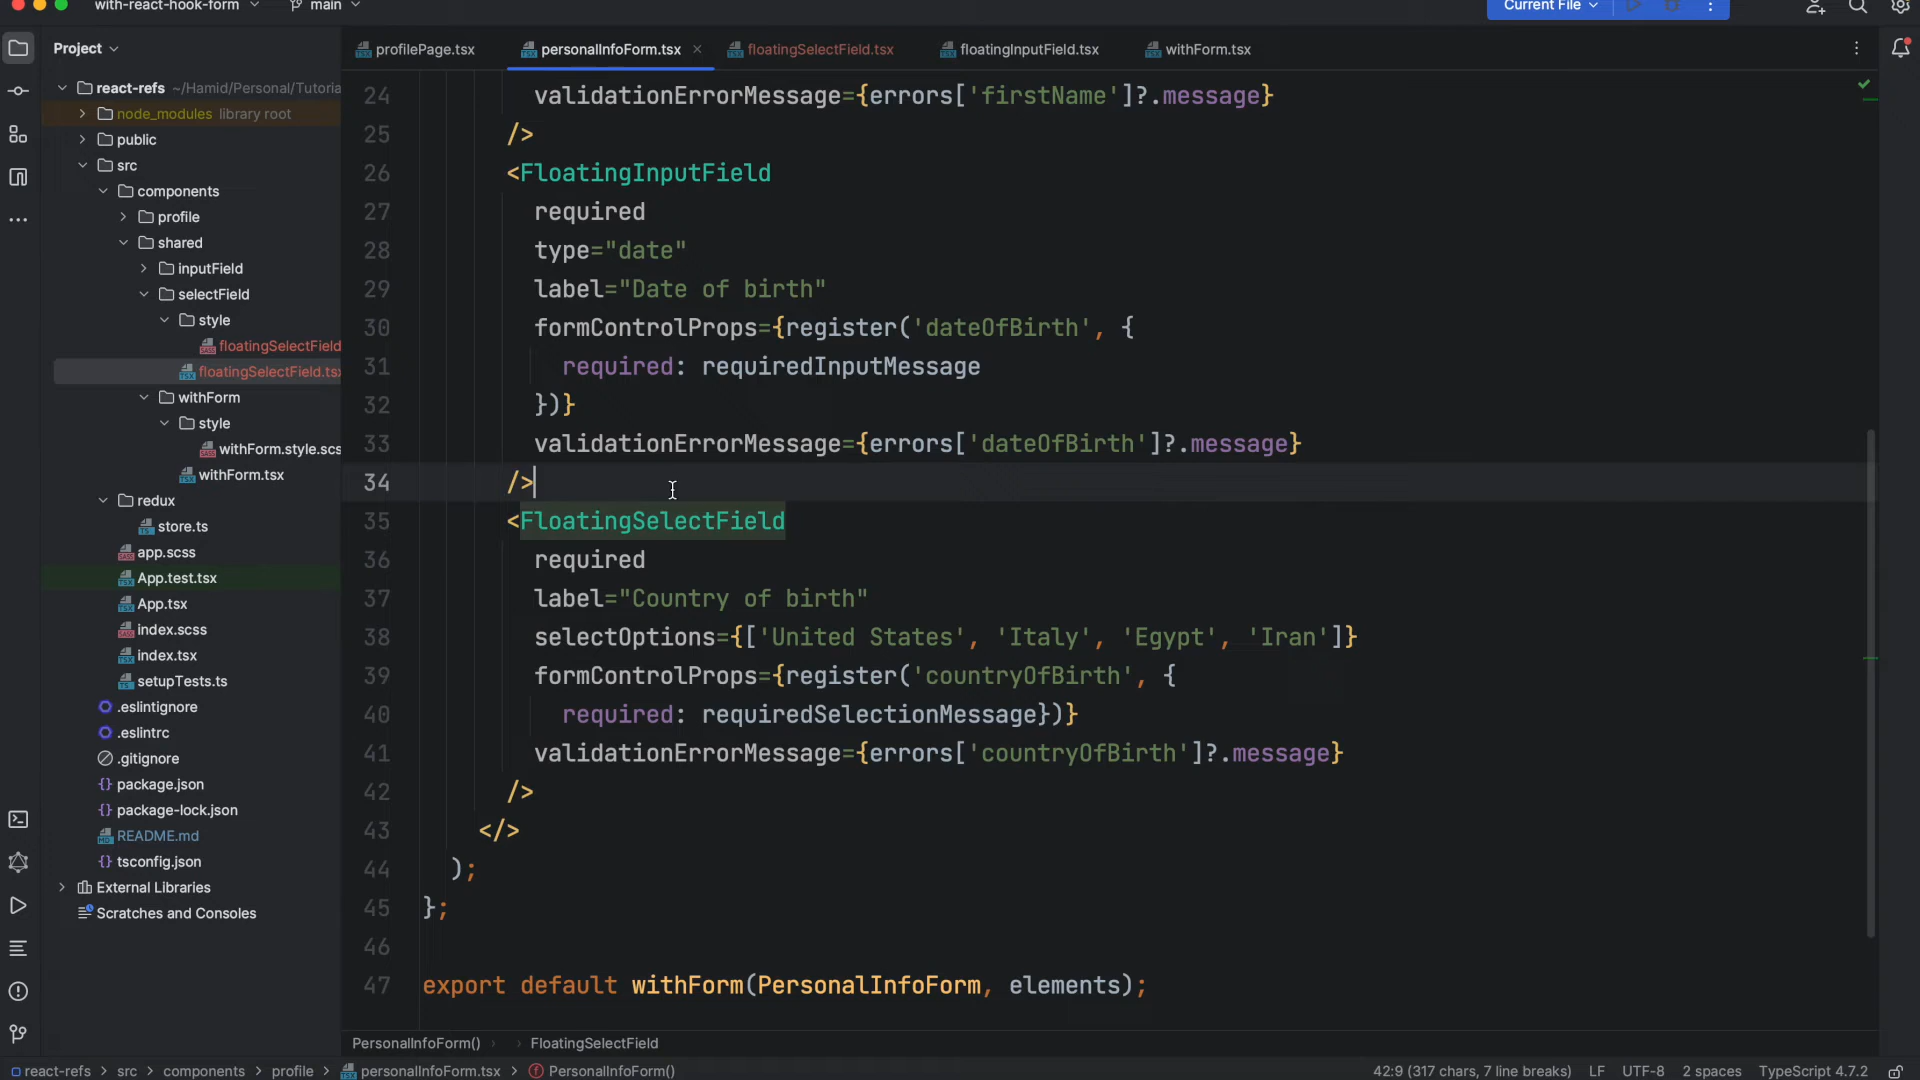 with-react-hook-form main Current File
Project profilePage.tsx personalInfoForm.tsx floatingSelectField.tsx floatingInputField.tsx withForm.tsx
react-refs ~/Hamid/Personal/Tutoria
node_modules library root
public
src
components
profile
shared
inputField
selectField
style
floatingSelectField
floatingSelectField.tsx
withForm
style
withForm.style.scs
withForm.tsx
redux
store.ts
app.scss
App.test.tsx
App.tsx
index.scss
index.tsx
setupTests.ts
.eslintignore
.eslintrc
.gitignore
package.json
package-lock.json
README.md
tsconfig.json
External Libraries
Scratches and Consoles
24 validationErrorMessage={errors['firstName']?.message}
25 />
26 <FloatingInputField
27 required
28 type="date"
29 label="Date of birth"
30 formControlProps={register('dateOfBirth', {
31 required: requiredInputMessage
32 })}
33 validationErrorMessage={errors['dateOfBirth']?.message}
34 />
35 <FloatingSelectField
36 required
37 label="Country of birth"
38 selectOptions={['United States', 'Italy', 'Egypt', 'Iran']}
39 formControlProps={register('countryOfBirth', {
40 required: requiredSelectionMessage})}
41 validationErrorMessage={errors['countryOfBirth']?.message}
42 />
43 </>
44 );
45 };
46
47 export default withForm(PersonalInfoForm, elements);
PersonalInfoForm() > FloatingSelectField
react-refs > src > components > profile > personalInfoForm.tsx > PersonalInfoForm() 42:9 (317 chars, 7 line breaks) LF UTF-8 2 spaces TypeScript 4.7.2